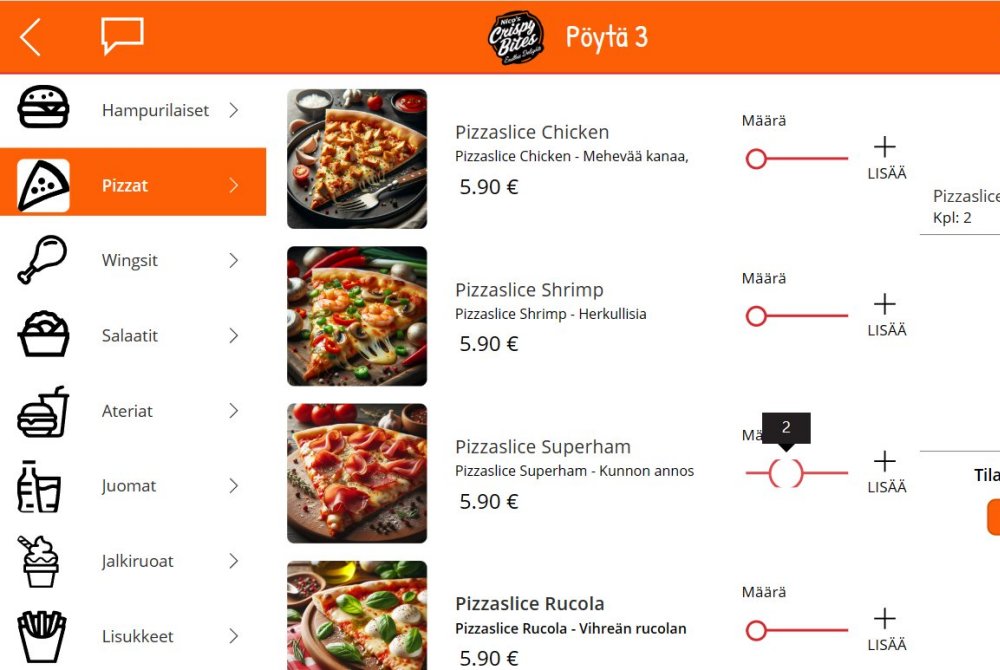 Nico's
Crispy
Bites
Endless Delights
Pöytä 3
Hampurilaiset
Pizzat
Wingsit
Salaatit
Ateriat
Juomat
Jalkiruoat
Lisukkeet
Pizzaslice Chicken
Pizzaslice Chicken - Mehevää kanaa,
5.90 €
Määrä
LISÄÄ
Pizzaslice Shrimp
Pizzaslice Shrimp - Herkullisia
5.90 €
Määrä
LISÄÄ
Pizzaslice Superham
Pizzaslice Superham - Kunnon annos
5.90 €
2
LISÄÄ
Pizzaslice Rucola
Pizzaslice Rucola - Vihreän rucolan
5.90 €
Määrä
LISÄÄ
Pizzaslice
Kpl: 2